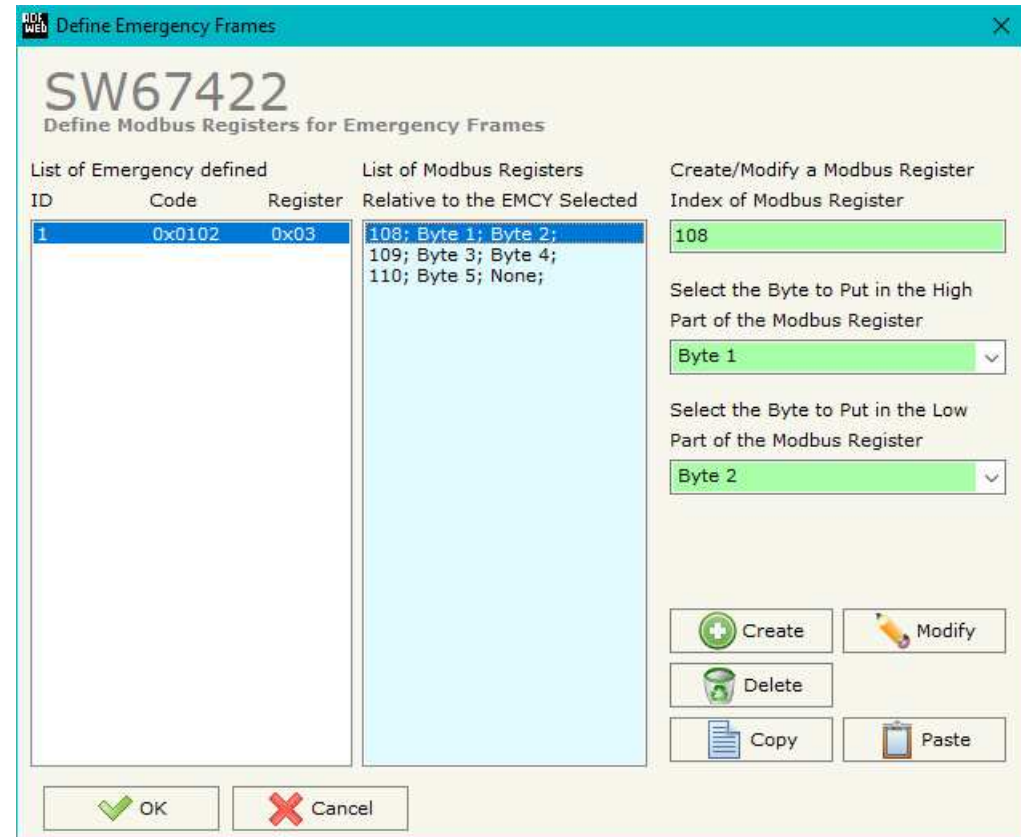 ADF
WEB
Define Emergency Frames
SW67422
Define Modbus Registers for Emergency Frames
List of Emergency defined
ID Code Register
1 0x0102 0x03
List of Modbus Registers
Relative to the EMCY Selected
108; Byte 1; Byte 2;
109; Byte 3; Byte 4;
110; Byte 5; None;
Create/Modify a Modbus Register
Index of Modbus Register
108
Select the Byte to Put in the High
Part of the Modbus Register
Byte 1
Select the Byte to Put in the Low
Part of the Modbus Register
Byte 2
Create Modify
Delete
Copy Paste
OK Cancel